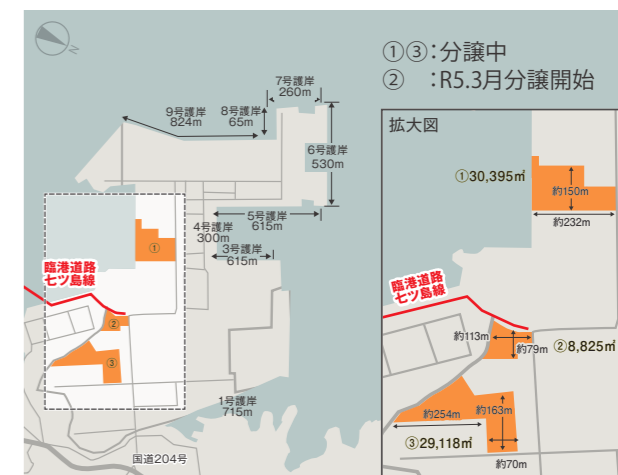 N
①③：分譲中
②　：R5.3月分譲開始
7号護岸
260m
9号護岸
824m
8号護岸
65m
6号護岸
530m
5号護岸
615m
4号護岸
300m
3号護岸
615m
①
臨港道路
七ツ島線
②
③
1号護岸
715m
国道204号
拡大図
①30,395㎡
約150m
約232m
臨港道路
七ツ島線
約113m
約79m
②8,825㎡
約254m
約163m
③29,118㎡
約70m